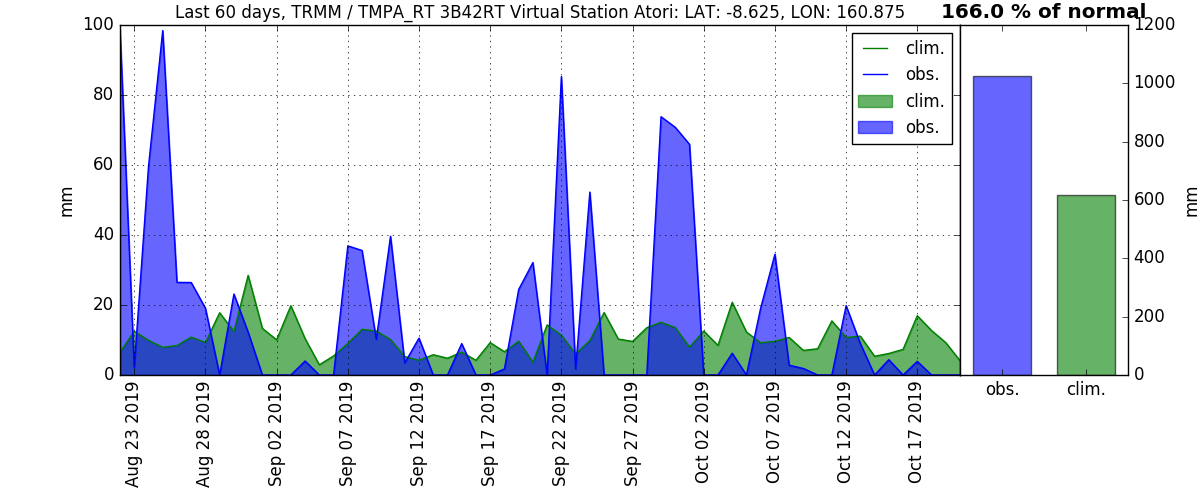 Last 60 days, TRMM / TMPA_RT 3B42RT Virtual Station Atori: LAT: -8.625, LON: 160.875
166.0 % of normal
100
80
60
40
20
0
mm
clim.
obs.
clim.
obs.
1200
1000
800
600
400
200
0
mm
obs.
clim.
Aug 23 2019
Aug 28 2019
Sep 02 2019
Sep 07 2019
Sep 12 2019
Sep 17 2019
Sep 22 2019
Sep 27 2019
Oct 02 2019
Oct 07 2019
Oct 12 2019
Oct 17 2019